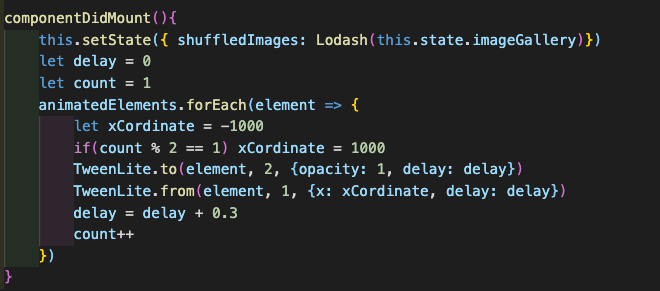 componentDidMount(){
    this.setState({ shuffledImages: Lodash(this.state.imageGallery)})
    let delay = 0
    let count = 1
    animatedElements.forEach(element => {
        let xCordinate = -1000
        if(count % 2 == 1) xCordinate = 1000
        TweenLite.to(element, 2, {opacity: 1, delay: delay})
        TweenLite.from(element, 1, {x: xCordinate, delay: delay})
        delay = delay + 0.3
        count++
    })
}